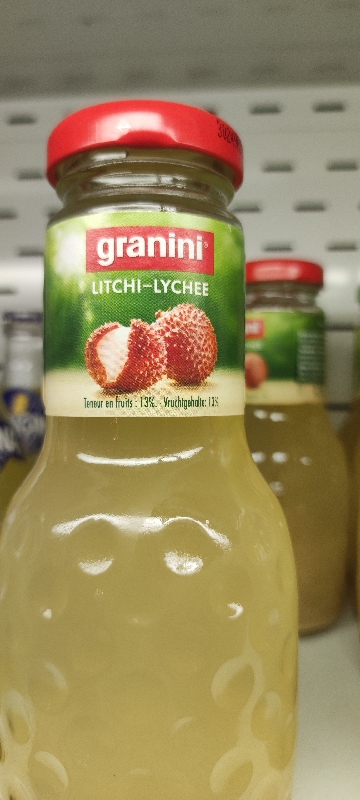 granini
LITCHI-LYCHEE
Teneur en fruits : 13% - Vruchtgehalte: 13%